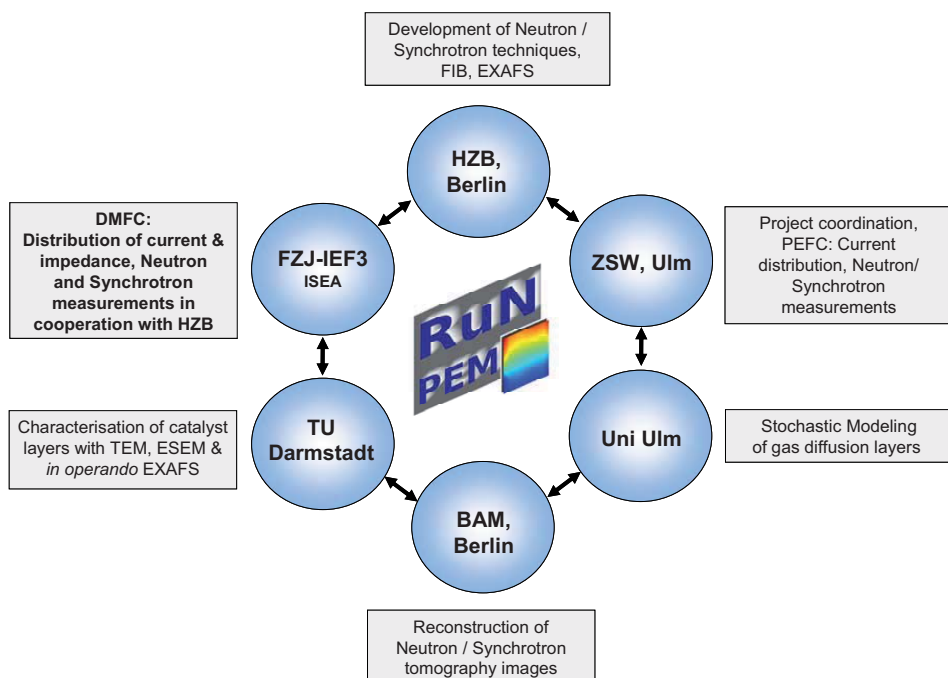 Development of Neutron /
Synchrotron techniques,
FIB, EXAFS
HZB,
Berlin
DMFC:
Distribution of current &
impedance, Neutron
and Synchrotron
measurements in
cooperation with HZB
FZJ-IEF3
ISEA
ZSW, Ulm
Project coordination,
PEFC: Current
distribution, Neutron/
Synchrotron
measurements
RuN
PEM
Characterisation of catalyst
layers with TEM, ESEM &
in operando EXAFS
TU
Darmstadt
Uni Ulm
Stochastic Modeling
of gas diffusion layers
BAM,
Berlin
Reconstruction of
Neutron / Synchrotron
tomography images